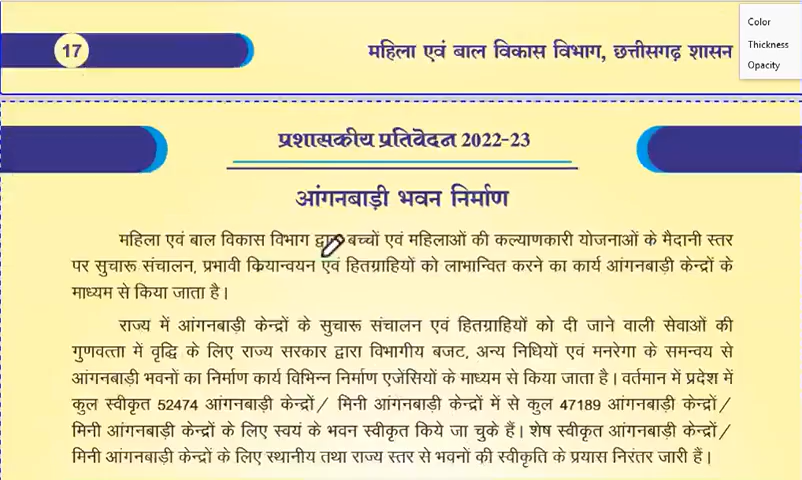 17
महिला एवं बाल विकास विभाग, छत्तीसगढ़ शासन
Color
Thickness
Opacity
प्रशासकीय प्रतिवेदन 2022-23
आंगनबाड़ी भवन निर्माण
महिला एवं बाल विकास विभाग द्वारा बच्चों एवं महिलाओं की कल्याणकारी योजनाओं के मैदानी स्तर
पर सुचारू संचालन, प्रभावी क्रियान्वयन एवं हितग्राहियों को लाभान्वित करने का कार्य आंगनबाड़ी केन्द्रों के
माध्यम से किया जाता है।
राज्य में आंगनबाड़ी केन्द्रों के सुचारू संचालन एवं हितग्राहियों को दी जाने वाली सेवाओं की
गुणवत्ता में वृद्धि के लिए राज्य सरकार द्वारा विभागीय बजट, अन्य निधियों एवं मनरेगा के समन्वय से
आंगनबाड़ी भवनों का निर्माण कार्य विभिन्न निर्माण एजेंसियों के माध्यम से किया जाता है। वर्तमान में प्रदेश में
कुल स्वीकृत 52474 आंगनबाड़ी केन्द्रों/ मिनी आंगनबाड़ी केन्द्रों में से कुल 47189 आंगनबाड़ी केन्द्रों/
मिनी आंगनबाड़ी केन्द्रों के लिए स्वयं के भवन स्वीकृत किये जा चुके हैं। शेष स्वीकृत आंगनबाड़ी केन्द्रों/
मिनी आंगनबाड़ी केन्द्रों के लिए स्थानीय तथा राज्य स्तर से भवनों की स्वीकृति के प्रयास निरंतर जारी हैं।